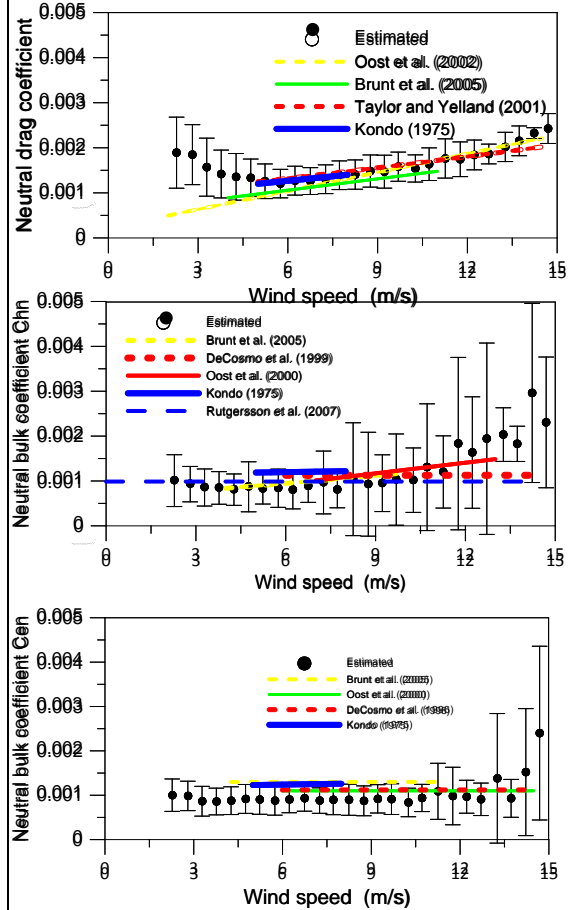 0.005
0.004
0.003
0.002
0.001
0
Neutral drag coefficient
Estimated
Estimated
Oost et al. (2002)
Brunt et al. (2005)
Taylor and Yelland (2001)
Kondo (1975)
0 3 6 9 12 15
Wind speed (m/s)
0.005
0.004
0.003
0.002
0.001
0
Neutral bulk coefficient Chn
Estimated
Brunt et al. (2005)
DeCosmo et al. (1999)
Oost et al. (2000)
Kondo (1975)
Rutgersson et al. (2007)
0 3 6 9 12 15
Wind speed (m/s)
0.005
0.004
0.003
0.002
0.001
0
Neutral bulk coefficient Cen
Estimated
Brunt et al. (2005)
Oost et al. (2000)
DeCosmo et al. (1996)
Kondo (1975)
0 3 6 9 12 15
Wind speed (m/s)